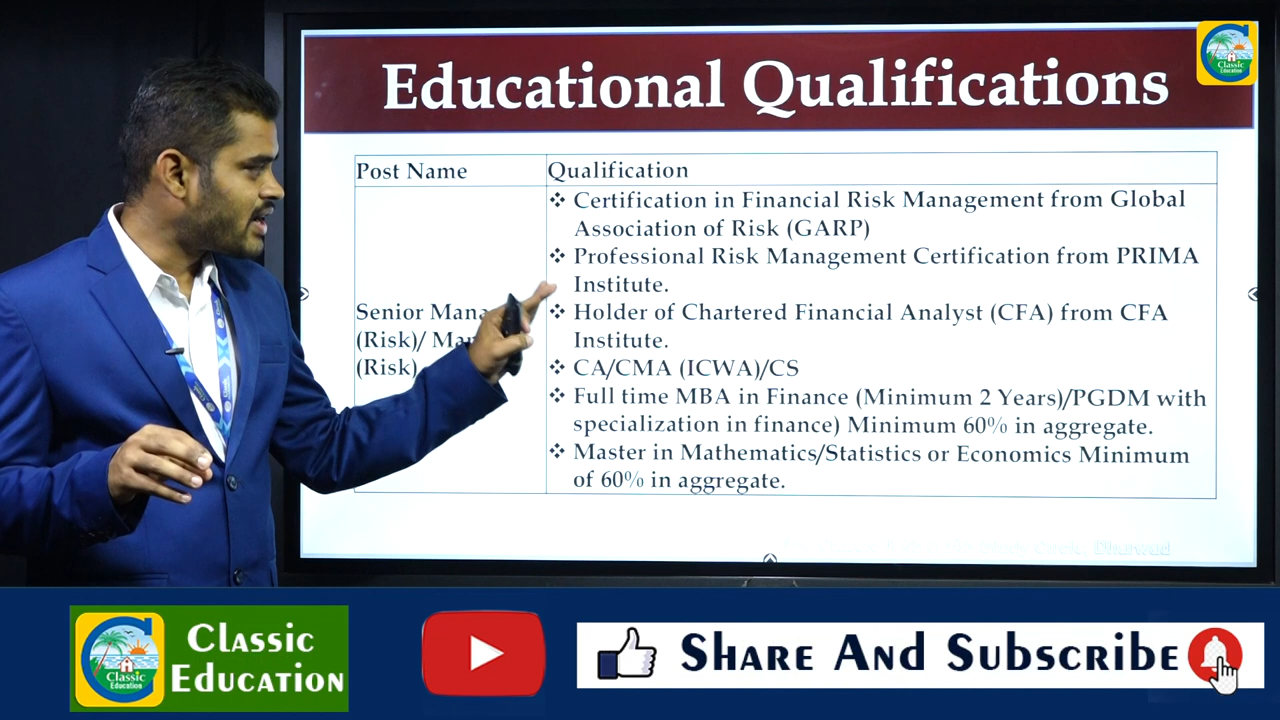 Educational Qualifications
Classic
Education
Post Name
Qualification
❖ Certification in Financial Risk Management from Global
Association of Risk (GARP)
❖ Professional Risk Management Certification from PRIMA
Institute.
Senior Mana
(Risk)/ Man
(Risk)
❖ Holder of Chartered Financial Analyst (CFA) from CFA
Institute.
❖ CA/CMA (ICWA)/CS
❖ Full time MBA in Finance (Minimum 2 Years)/PGDM with
specialization in finance) Minimum 60% in aggregate.
❖ Master in Mathematics/Statistics or Economics Minimum
of 60% in aggregate.
Dharwad
Classic
Education
Classic
Education
Share And Subscribe